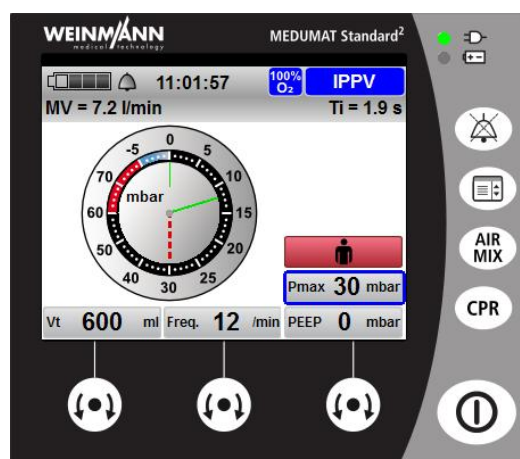 WEINMANN
medical technology
MEDUMAT Standard²
11:01:57
100%
O₂
IPPV
MV = 7.2 l/min
Ti = 1.9 s
-5
0
5
70
10
mbar
60
15
50
20
40
30
25
Pmax 30 mbar
Vt 600 ml
Freq. 12 /min
PEEP 0 mbar
AIR
MIX
CPR